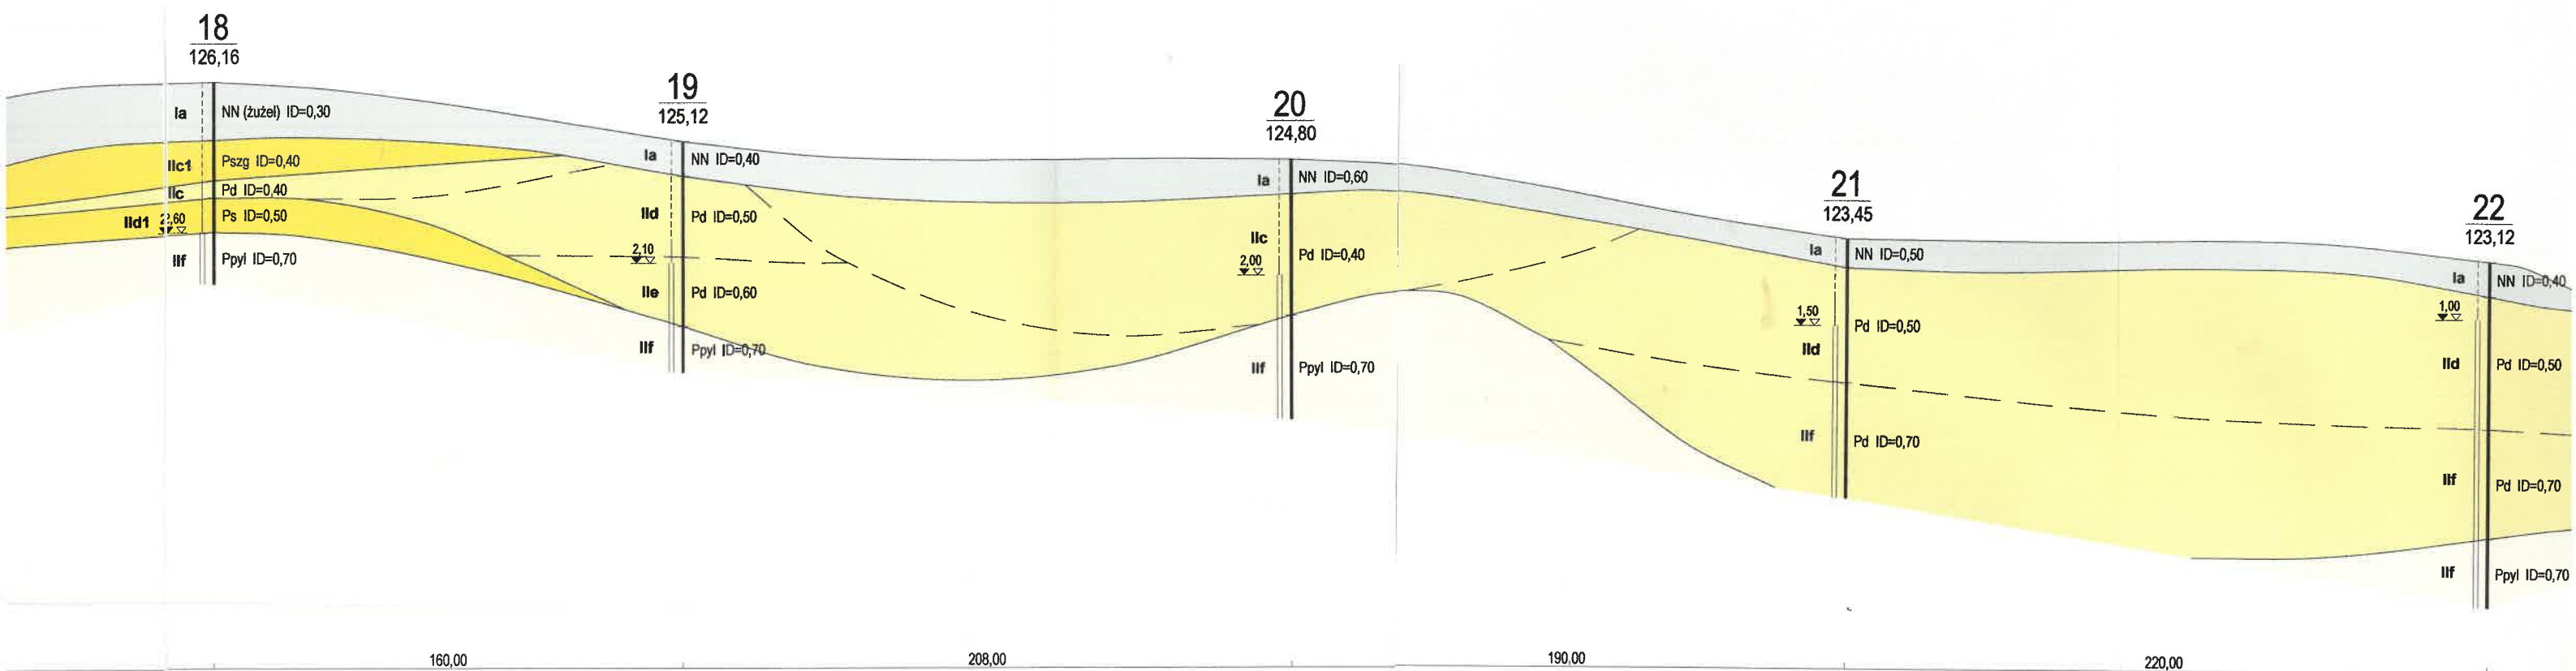 18
126,16
Ia NN (żużel) ID=0,30
IIc1 Pszg ID=0,40
IIc Pd ID=0,40
IId1 2,60 Ps ID=0,50
IIf Ppyl ID=0,70
19
125,12
Ia NN ID=0,40
IId Pd ID=0,50
2,10
IIe Pd ID=0,60
IIf Ppyl ID=0,70
20
124,80
Ia NN ID=0,60
IIc Pd ID=0,40
2,00
IIf Ppyl ID=0,70
21
123,45
Ia NN ID=0,50
1,50
Pd ID=0,50
IId
IIf Pd ID=0,70
22
123,12
Ia NN ID=0,40
1,00
IId Pd ID=0,50
IIf Pd ID=0,70
IIf Ppyl ID=0,70
160,00 208,00 190,00 220,00